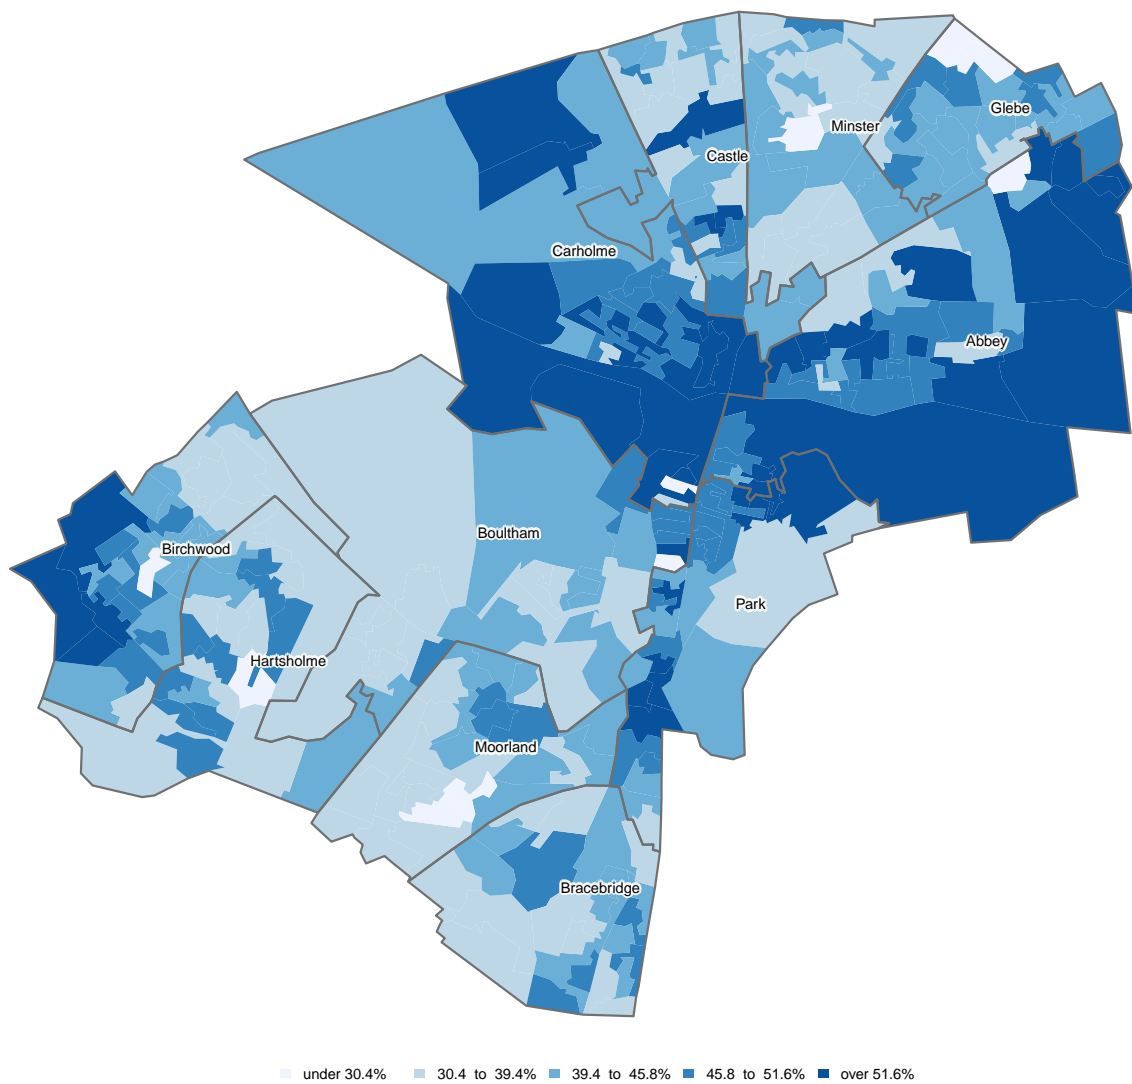 Glebe
Minster
Castle
Carholme
Abbey
Boultham
Birchwood
Park
Hartsholme
Moorland
Bracebridge
under 30.4% 30.4 to 39.4% 39.4 to 45.8% 45.8 to 51.6% over 51.6%